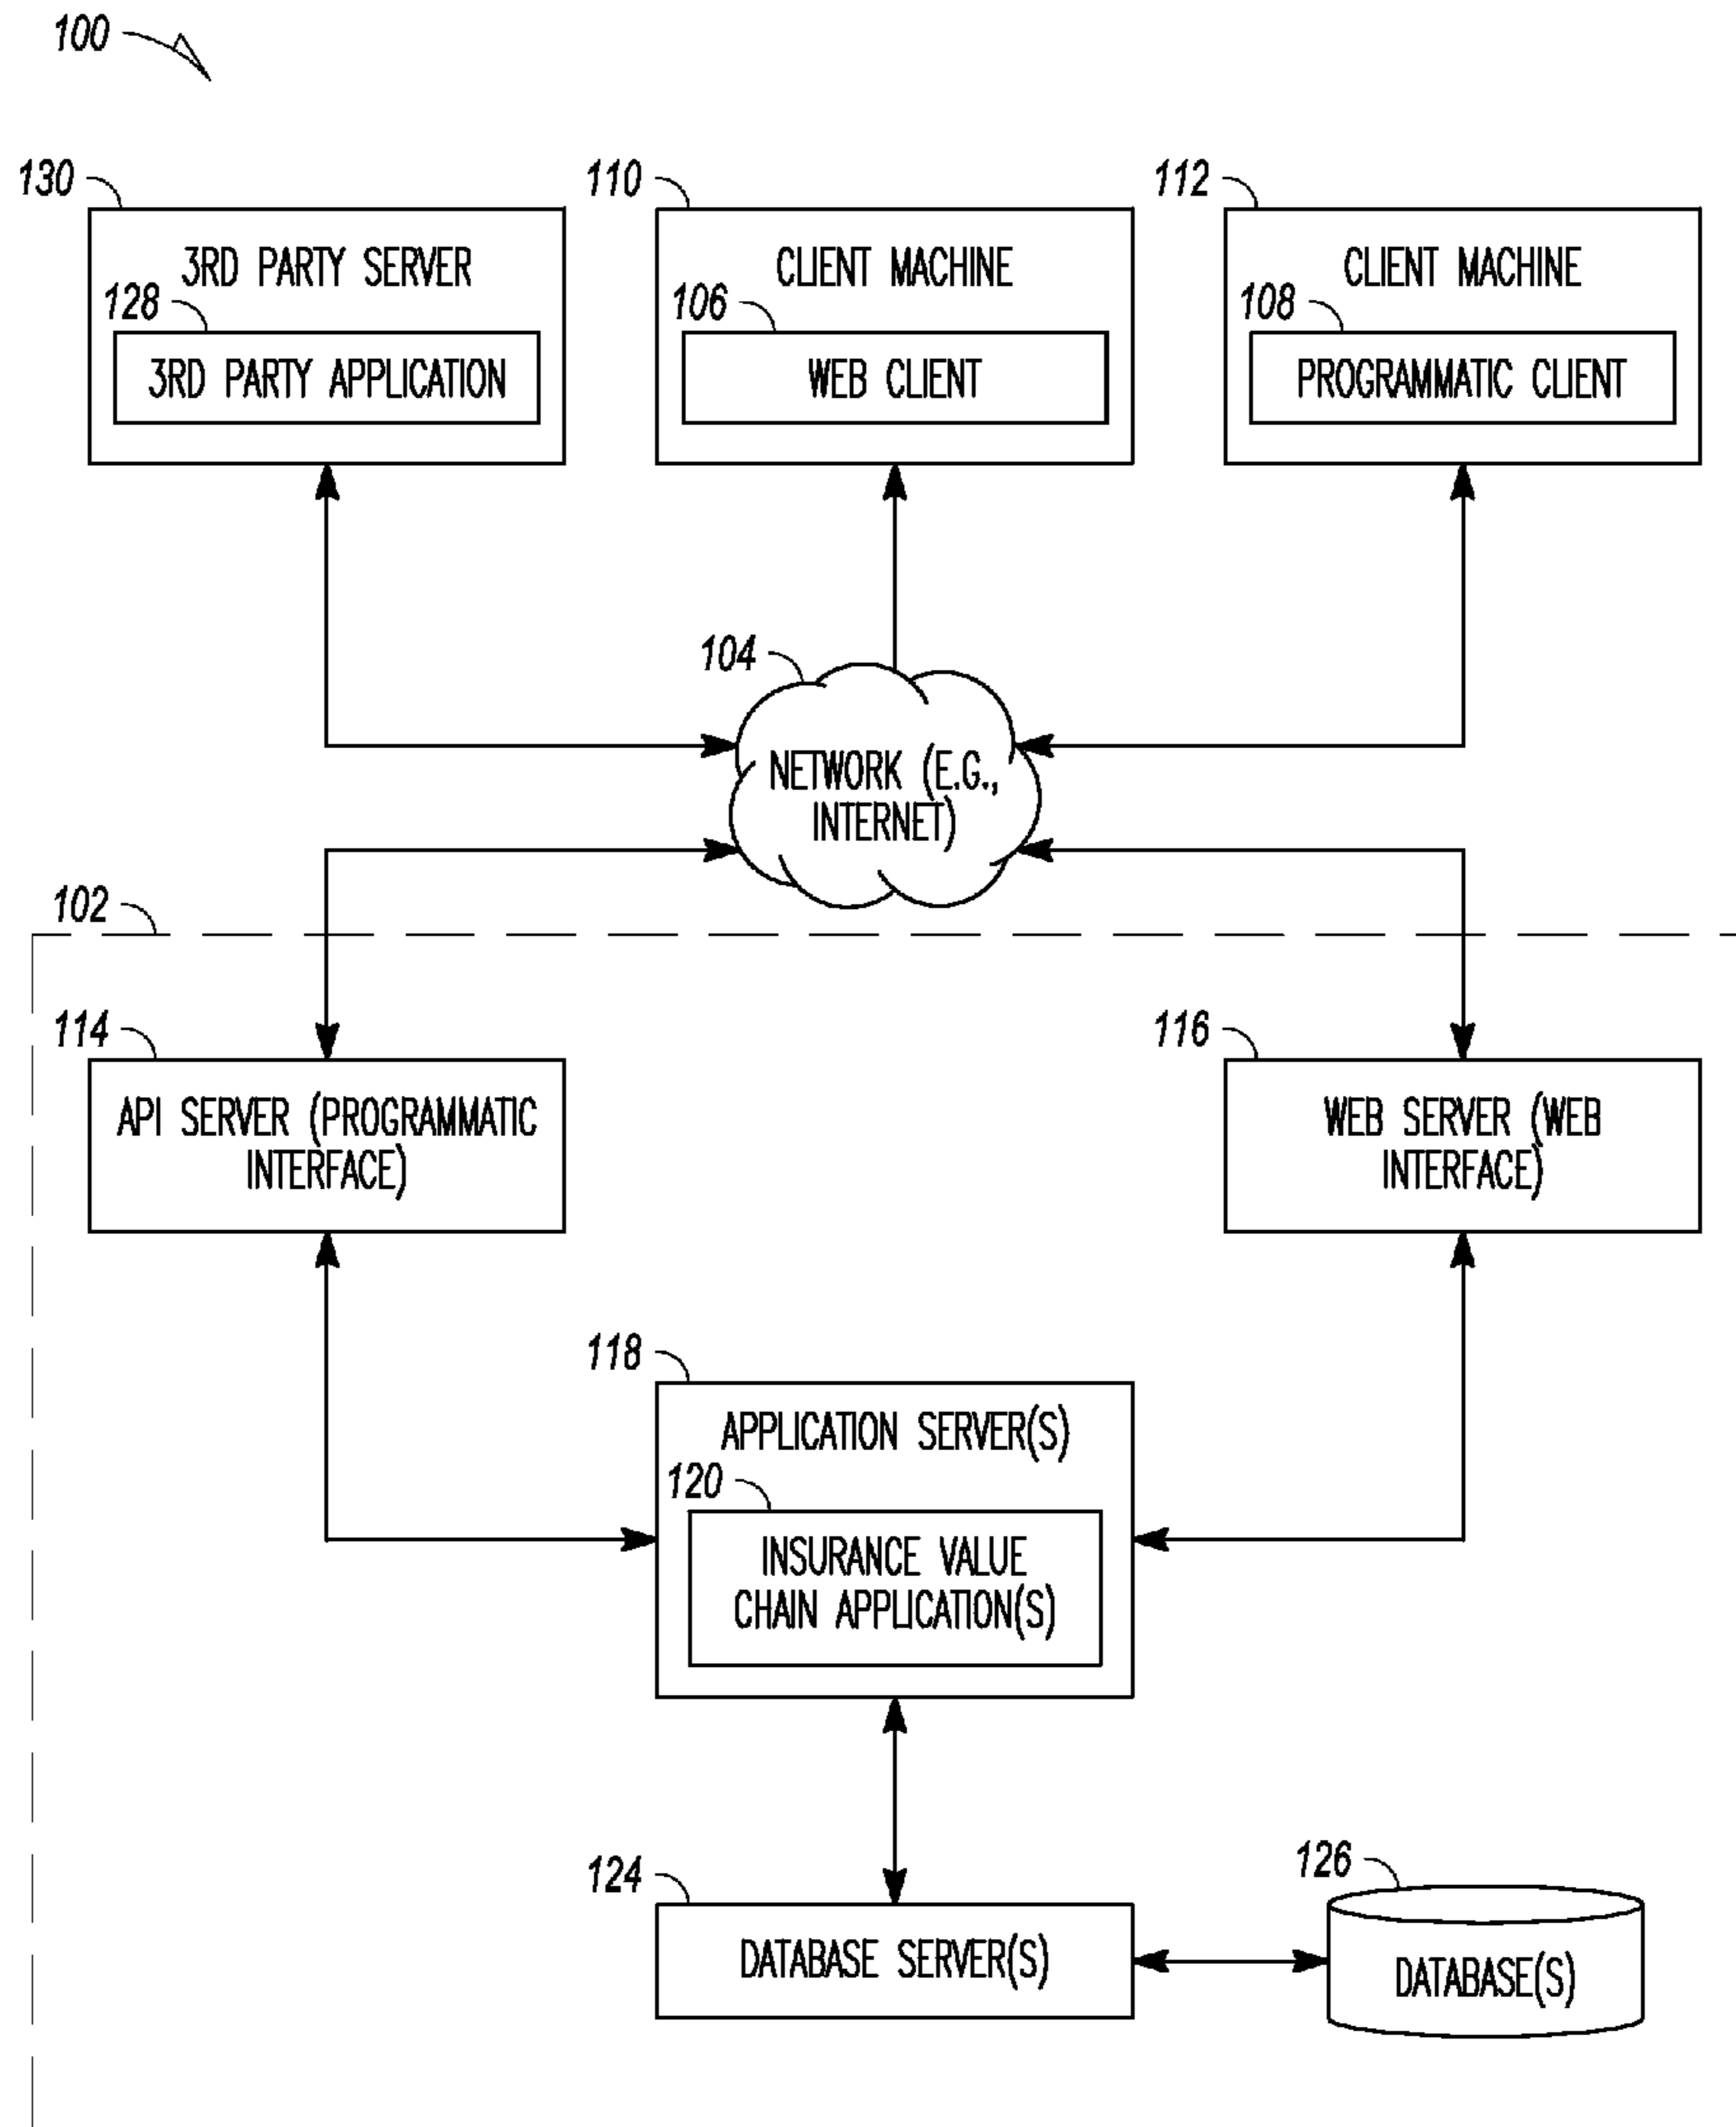 100
130
3RD PARTY SERVER
128
3RD PARTY APPLICATION
110
CLIENT MACHINE
106
WEB CLIENT
112
CLIENT MACHINE
108
PROGRAMMATIC CLIENT
104
NETWORK (E.G.,
INTERNET)
102
114
API SERVER (PROGRAMMATIC
INTERFACE)
116
WEB SERVER (WEB
INTERFACE)
118
APPLICATION SERVER(S)
120
INSURANCE VALUE
CHAIN APPLICATION(S)
124
DATABASE SERVER(S)
126
DATABASE(S)